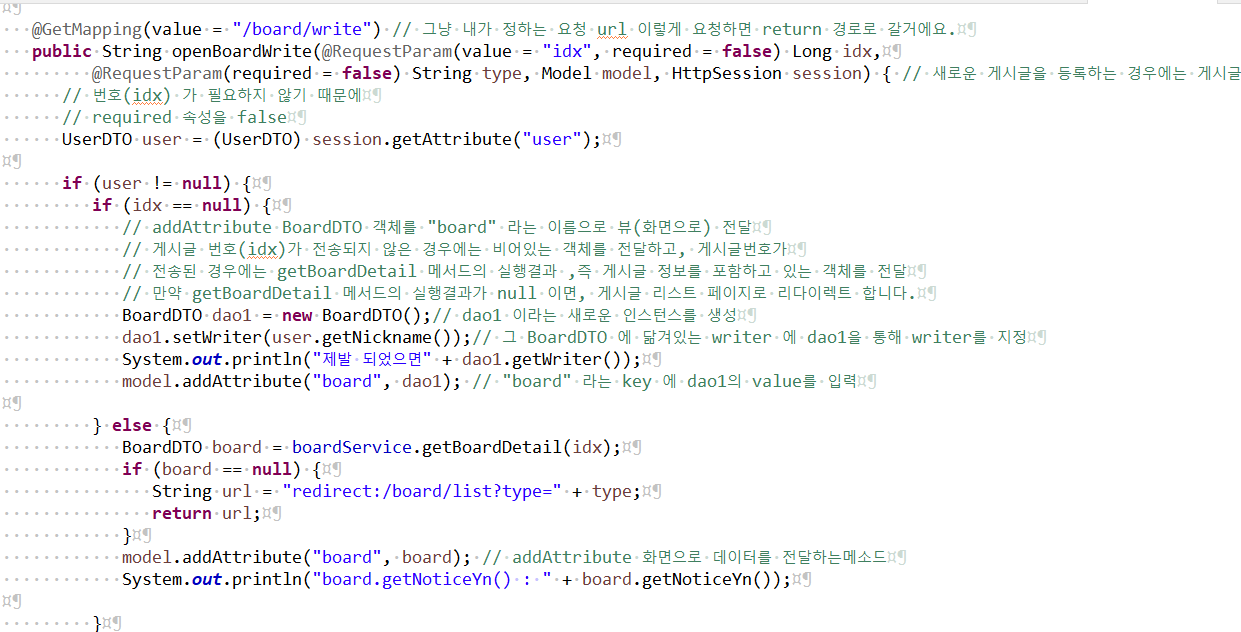 @GetMapping(value = "/board/write") // 그냥 내가 정하는 요청 url 이렇게 요청하면 return 경로로 갈거에요.
public String openBoardWrite(@RequestParam(value = "idx", required = false) Long idx,
@RequestParam(required = false) String type, Model model, HttpSession session) { // 새로운 게시글을 등록하는 경우에는 게시글
// 번호(idx) 가 필요하지 않기 때문에
// required 속성을 false
UserDTO user = (UserDTO) session.getAttribute("user");
if (user != null) {
if (idx == null) {
// addAttribute BoardDTO 객체를 "board" 라는 이름으로 뷰(화면으로) 전달
// 게시글 번호(idx)가 전송되지 않은 경우에는 비어있는 객체를 전달하고, 게시글번호가
// 전송된 경우에는 getBoardDetail 메서드의 실행결과 ,즉 게시글 정보를 포함하고 있는 객체를 전달
// 만약 getBoardDetail 메서드의 실행결과가 null 이면, 게시글 리스트 페이지로 리다이렉트 합니다.
BoardDTO dao1 = new BoardDTO();// dao1 이라는 새로운 인스턴스를 생성
dao1.setWriter(user.getNickname());// 그 BoardDTO 에 닮겨있는 writer 에 dao1을 통해 writer를 지정
System.out.println("제발 되었으면" + dao1.getWriter());
model.addAttribute("board", dao1); // "board" 라는 key 에 dao1의 value를 입력
} else {
BoardDTO board = boardService.getBoardDetail(idx);
if (board == null) {
String url = "redirect:/board/list?type=" + type;
return url;
}
model.addAttribute("board", board); // addAttribute 화면으로 데이터를 전달하는메소드
System.out.println("board.getNoticeYn() : " + board.getNoticeYn());
}